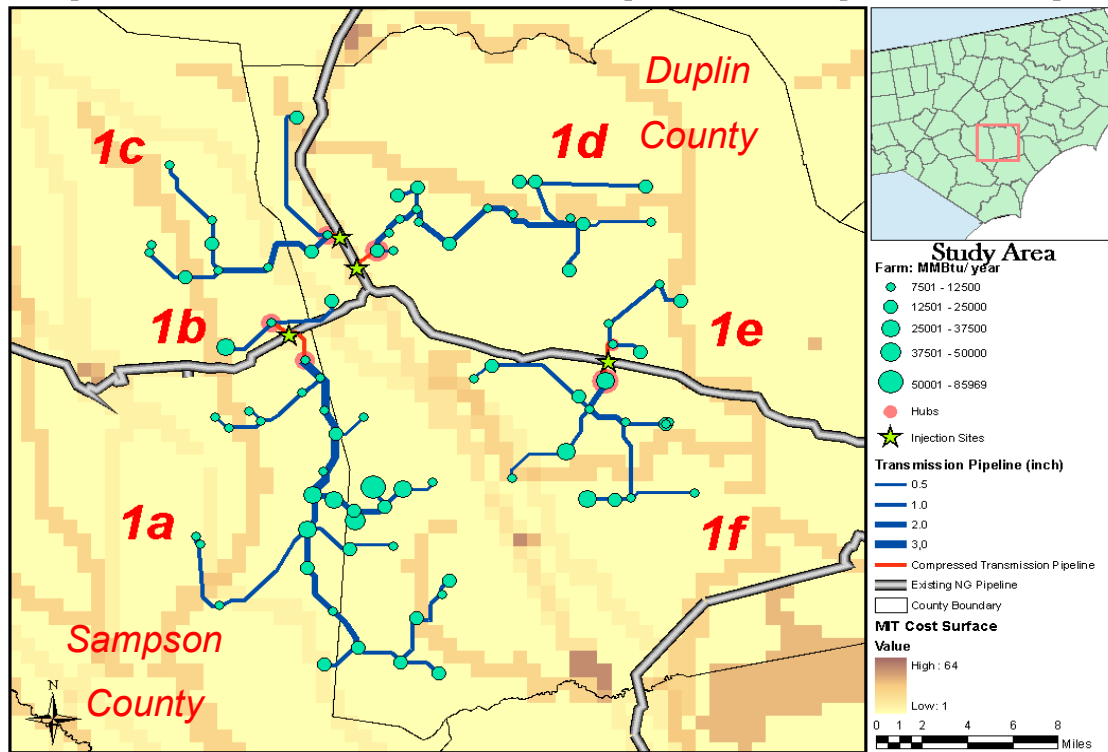 Duplin
County
1c
1d
1b
1e
1a
1f
Sampson
County
N
Study Area
Farm: MMBtu/year
7501 - 12500
12501 - 25000
25001 - 37500
37501 - 50000
50001 - 85969
Hubs
Injection Sites
Transmission Pipeline (inch)
0.5
1.0
2.0
3.0
Compressed Transmission Pipeline
Existing NG Pipeline
County Boundary
MIT Cost Surface
Value
High : 64
Low: 1
0 1 2 4 6 8
Miles